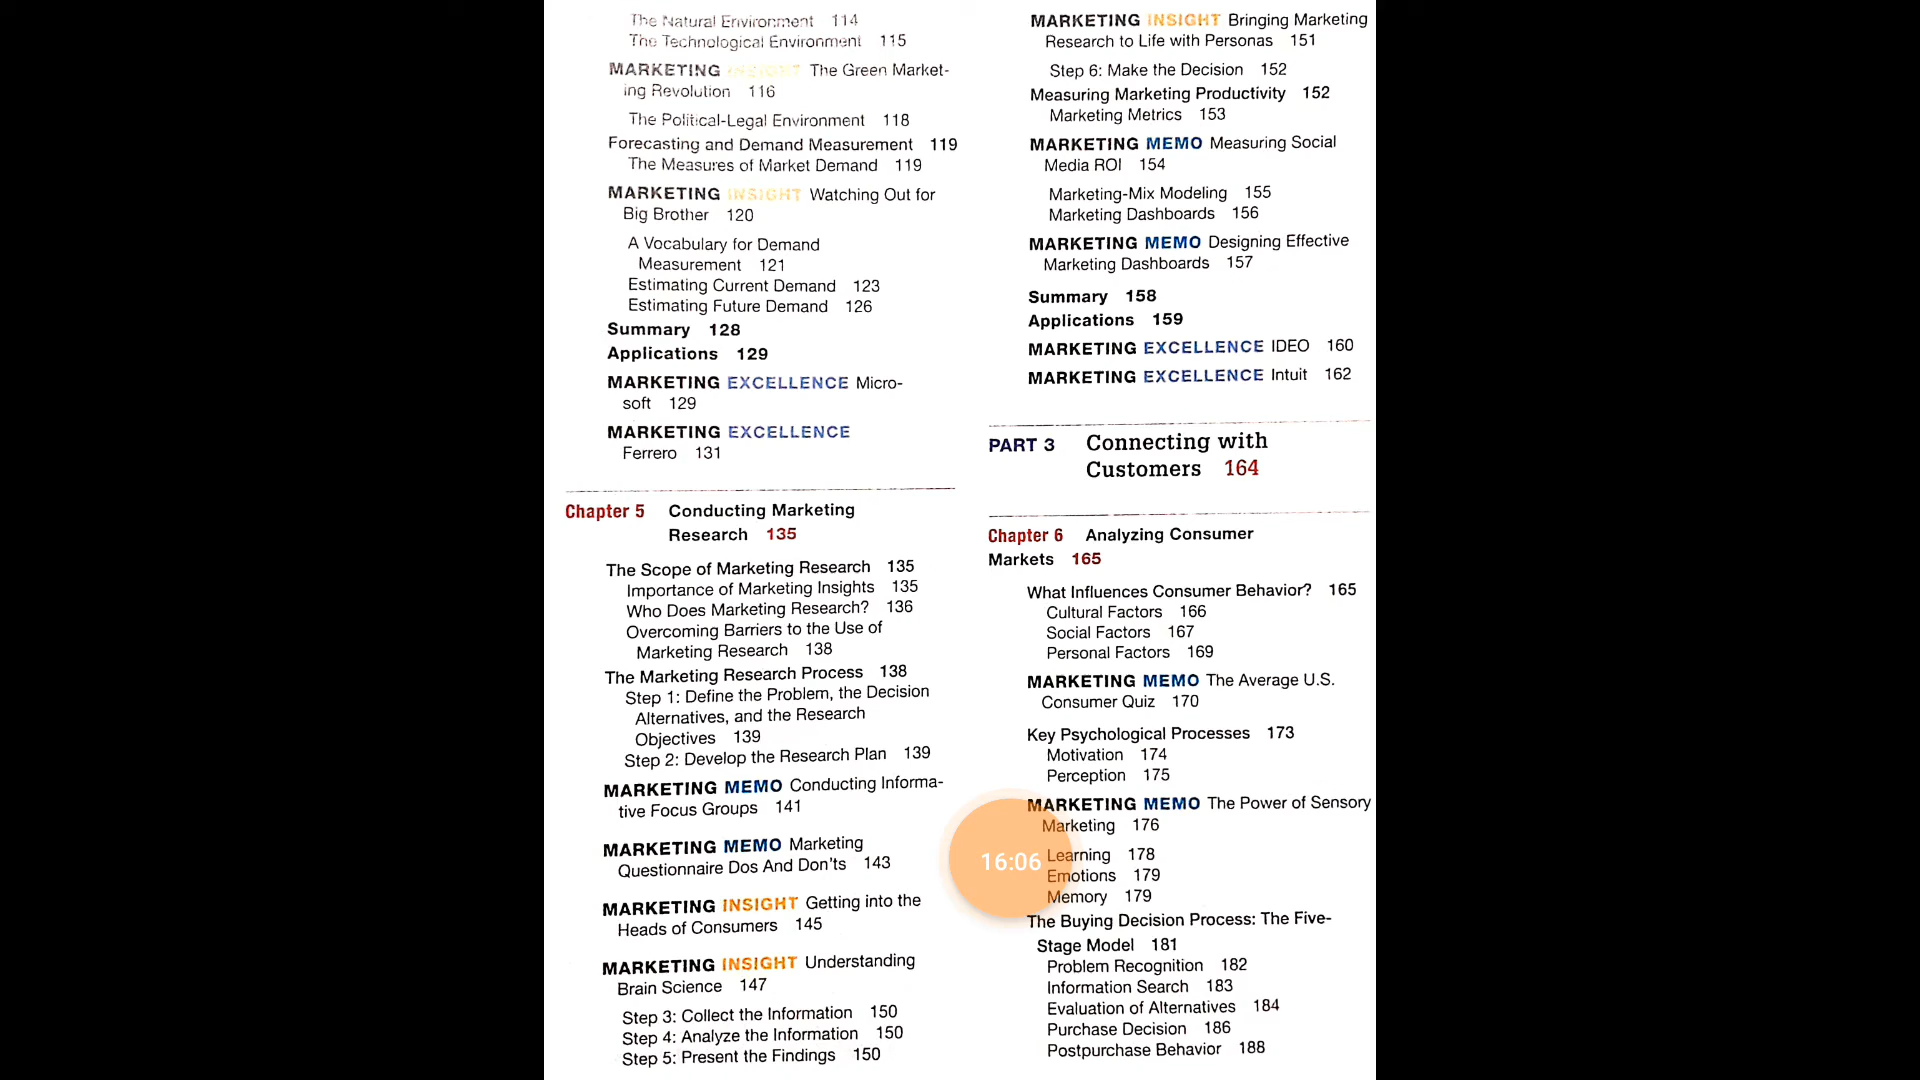 The Natural Environment 114
The Technological Environment 115
MARKETING INSIGHT The Green Market-
ing Revolution 116
The Political-Legal Environment 118
Forecasting and Demand Measurement 119
The Measures of Market Demand 119
MARKETING INSIGHT Watching Out for
Big Brother 120
A Vocabulary for Demand
Measurement 121
Estimating Current Demand 123
Estimating Future Demand 126
Summary 128
Applications 129
MARKETING EXCELLENCE Micro-
soft 129
MARKETING EXCELLENCE
Ferrero 131
Chapter 5 Conducting Marketing
Research 135
The Scope of Marketing Research 135
Importance of Marketing Insights 135
Who Does Marketing Research? 136
Overcoming Barriers to the Use of
Marketing Research 138
The Marketing Research Process 138
Step 1: Define the Problem, the Decision
Alternatives, and the Research
Objectives 139
Step 2: Develop the Research Plan 139
MARKETING MEMO Conducting Informa-
tive Focus Groups 141
MARKETING MEMO Marketing
Questionnaire Dos And Don'ts 143
MARKETING INSIGHT Getting into the
Heads of Consumers 145
MARKETING INSIGHT Understanding
Brain Science 147
Step 3: Collect the Information 150
Step 4: Analyze the Information 150
Step 5: Present the Findings 150
MARKETING INSIGHT Bringing Marketing
Research to Life with Personas 151
Step 6: Make the Decision 152
Measuring Marketing Productivity 152
Marketing Metrics 153
MARKETING MEMO Measuring Social
Media ROI 154
Marketing-Mix Modeling 155
Marketing Dashboards 156
MARKETING MEMO Designing Effective
Marketing Dashboards 157
Summary 158
Applications 159
MARKETING EXCELLENCE IDEO 160
MARKETING EXCELLENCE Intuit 162
PART 3 Connecting with
Customers 164
Chapter 6 Analyzing Consumer
Markets 165
What Influences Consumer Behavior? 165
Cultural Factors 166
Social Factors 167
Personal Factors 169
MARKETING MEMO The Average U.S.
Consumer Quiz 170
Key Psychological Processes 173
Motivation 174
Perception 175
MARKETING MEMO The Power of Sensory
Marketing 176
16:06
Learning 178
Emotions 179
Memory 179
The Buying Decision Process: The Five-
Stage Model 181
Problem Recognition 182
Information Search 183
Evaluation of Alternatives 184
Purchase Decision 186
Postpurchase Behavior 188